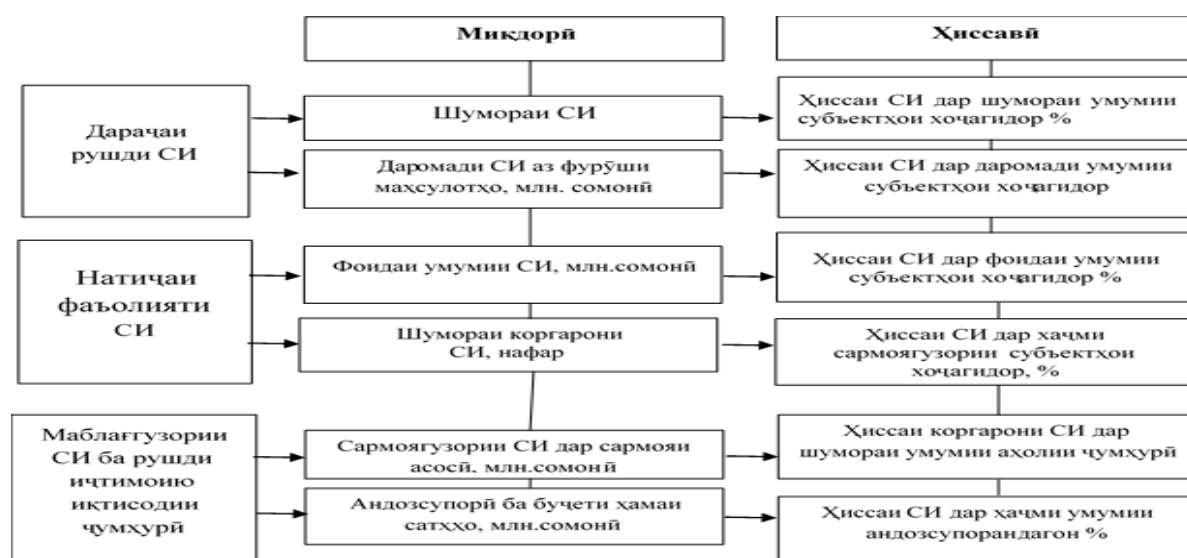 Миқдорӣ
Ҳиссавӣ
Дараҷаи
рушди СИ
Шумораи СИ
Ҳиссаи СИ дар шумораи умумии
субъектҳои хоҷагидор %
Даромади СИ аз фурӯши
маҳсулотҳо, млн. сомонӣ
Ҳиссаи СИ дар даромади умумии
субъектҳои хоҷагидор
Натиҷаи
фаъолияти
СИ
Фоидаи умумии СИ, млн.сомонӣ
Ҳиссаи СИ дар фоидаи умумии
субъектҳои хоҷагидор %
Шумораи коргарони
СИ, нафар
Ҳиссаи СИ дар хаҷми
сармоягузории субъектҳои
хоҷагидор, %
Маблағгузории
СИ ба рушди
иҷтимоию
иқтисодии
ҷумҳурӣ
Сармоягузории СИ дар сармояи
асосӣ, млн.сомонӣ
Ҳиссаи коргарони СИ дар
шумораи умумии аҳолии ҷумҳурӣ
Андозсупорӣ ба буҷети ҳамаи
сатҳҳо, млн.сомонӣ
Ҳиссаи СИ дар ҳаҷми умумии
андозсупорандагон %